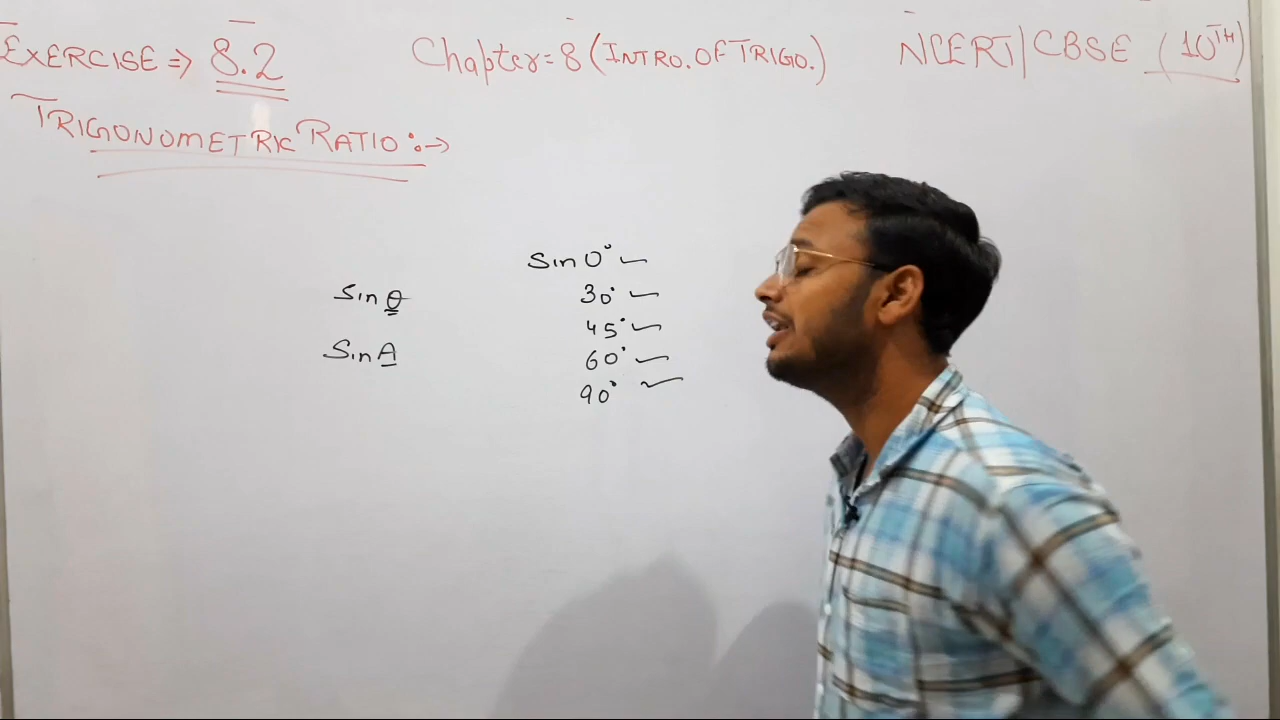 EXERCISE ⇒ 8.2 Chapter = 8 (INTRO. OF TRIGO.) NCERT/CBSE (10TH)
TRIGONOMETRIC RATIO :→
Sin 0°
Sin θ 30°
45°
Sin A 60°
90°